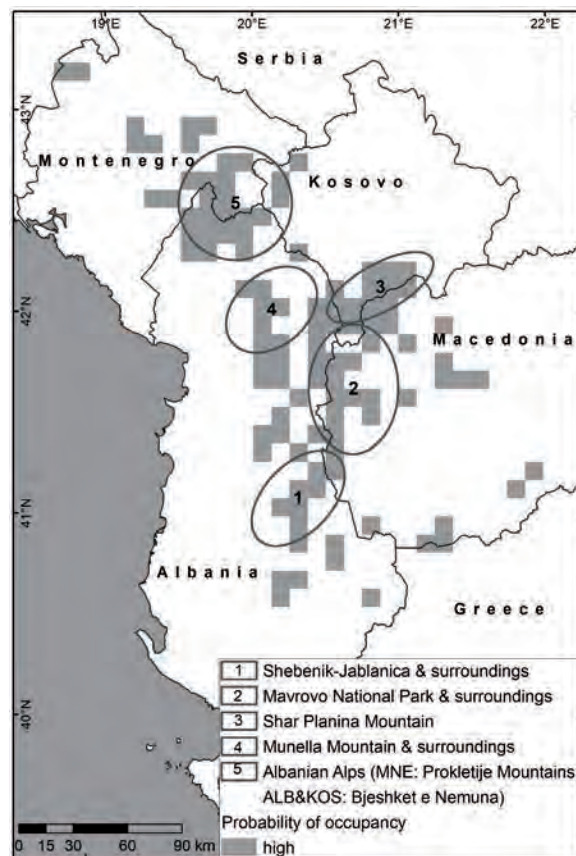 19°E 20°E 21°E 22°E
Serbia
43°N
Montenegro
Kosovo
5
3
42°N
4
Macedonia
2
1
41°N
Albania
Greece
1 Shebenik-Jablanica & surroundings
2 Mavrovo National Park & surroundings
3 Shar Planina Mountain
40°N
4 Munella Mountain & surroundings
5 Albanian Alps (MNE: Prokletije Mountains
ALB&KOS: Bjeshket e Nemuna)
Probability of occupancy
high
0 15 30 60 90 km